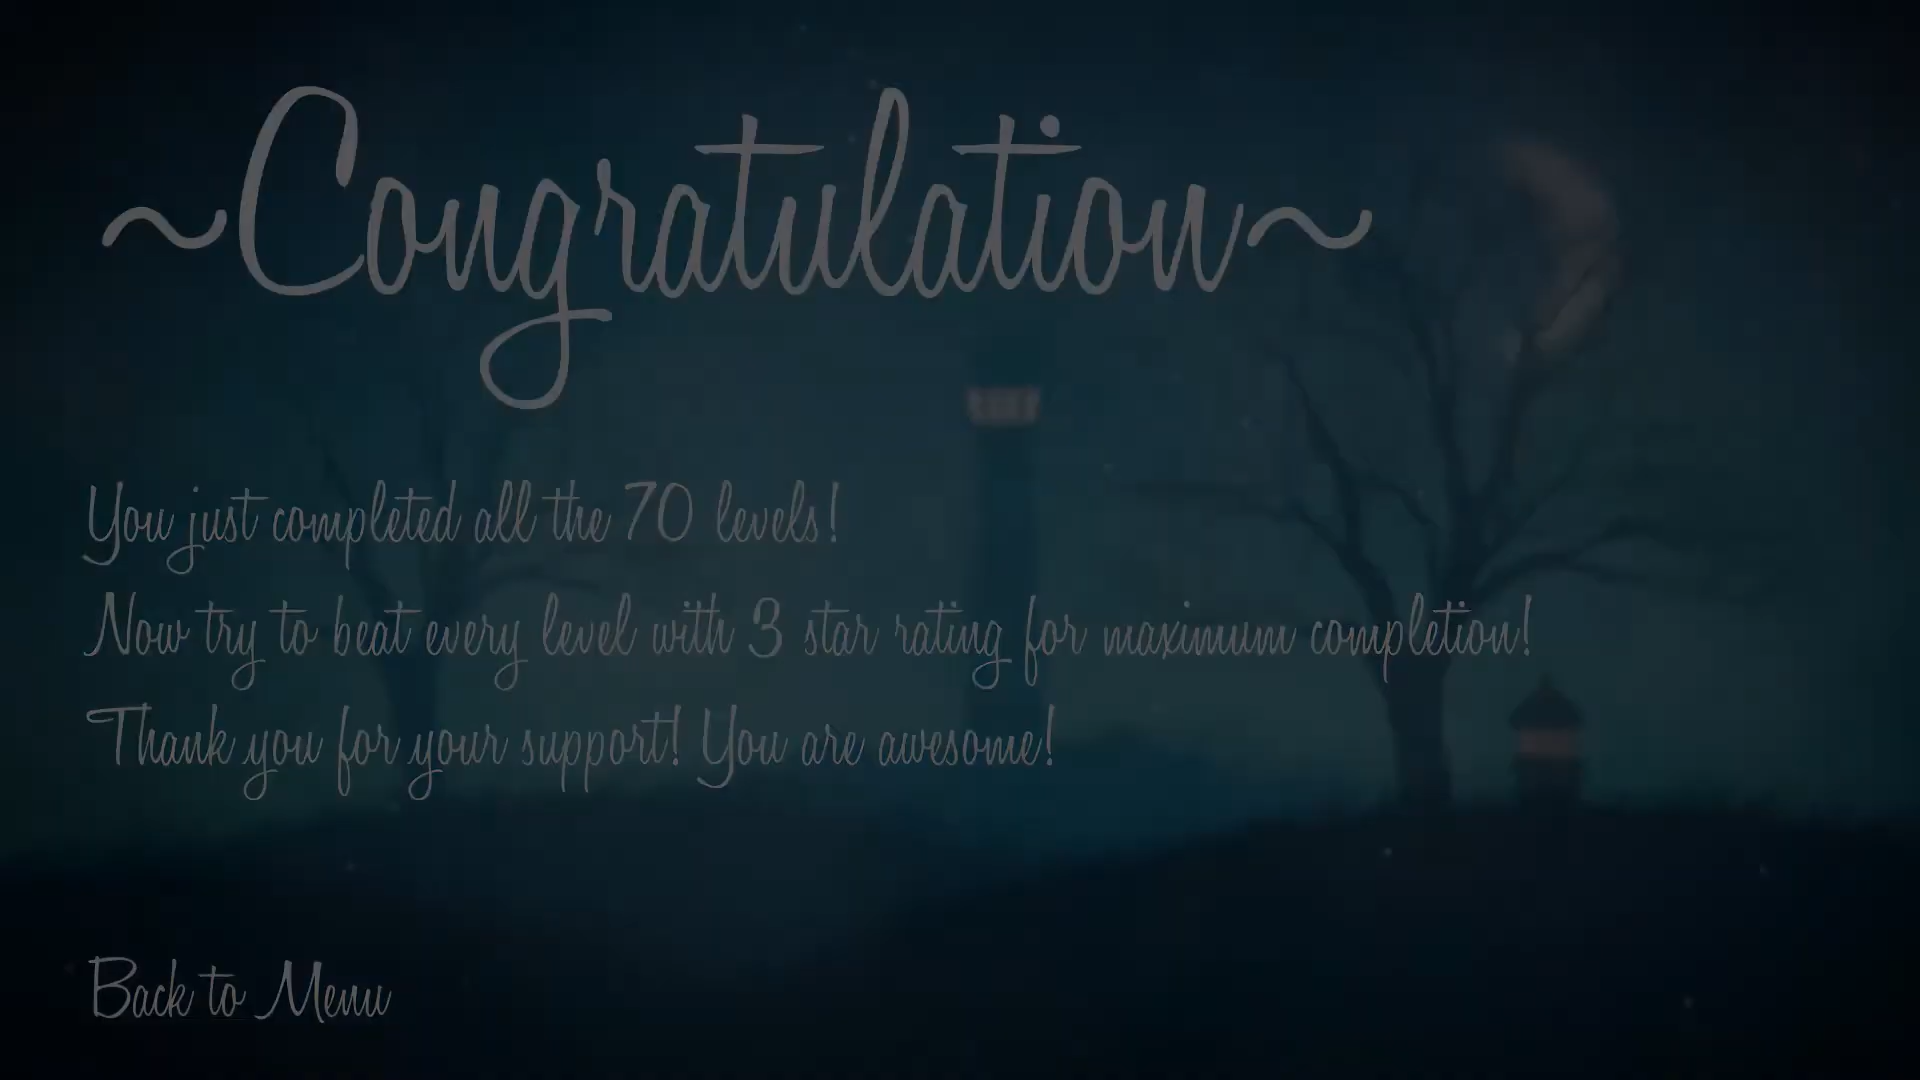 ~Congratulation~
You just completed all the 70 levels!
Now try to beat every level with 3 star rating for maximum completion!
Thank you for your support! You are awesome!
Back to Menu